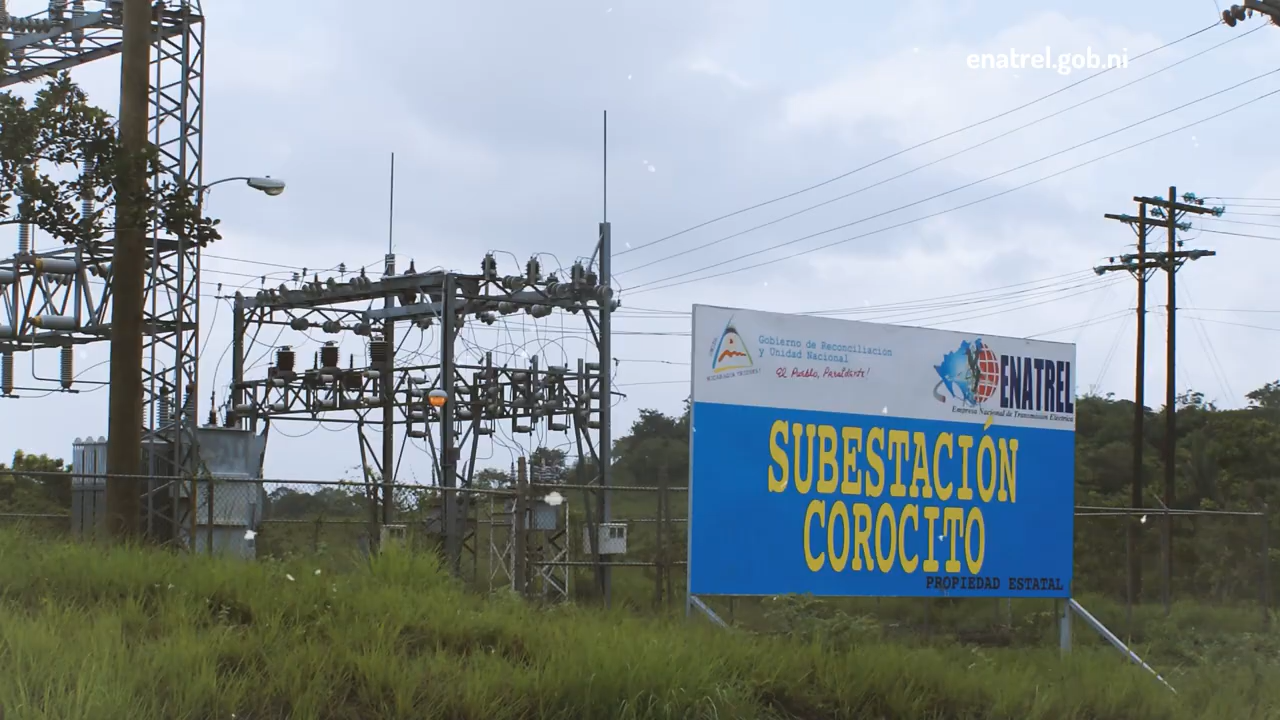 enatrel.gob.ni
Gobierno de Reconciliación
y Unidad Nacional
El Pueblo, Presidente!
ENATREL
Empresa Nacional de Transmisión Eléctrica
SUBESTACIÓN
COROCITO
PROPIEDAD ESTATAL